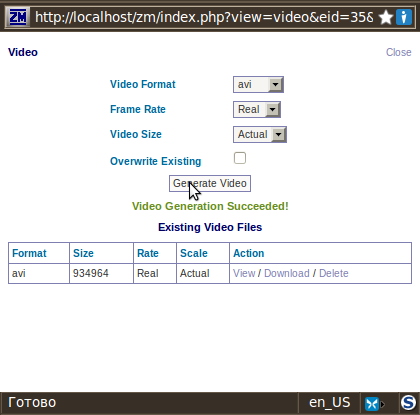 ZM http://localhost/zm/index.php?view=video&eid=35&
Video Close
Video Format avi
Frame Rate Real
Video Size Actual
Overwrite Existing
Generate Video
Video Generation Succeeded!
Existing Video Files
Format Size Rate Scale Action
avi 934964 Real Actual View / Download / Delete
Готово en_US